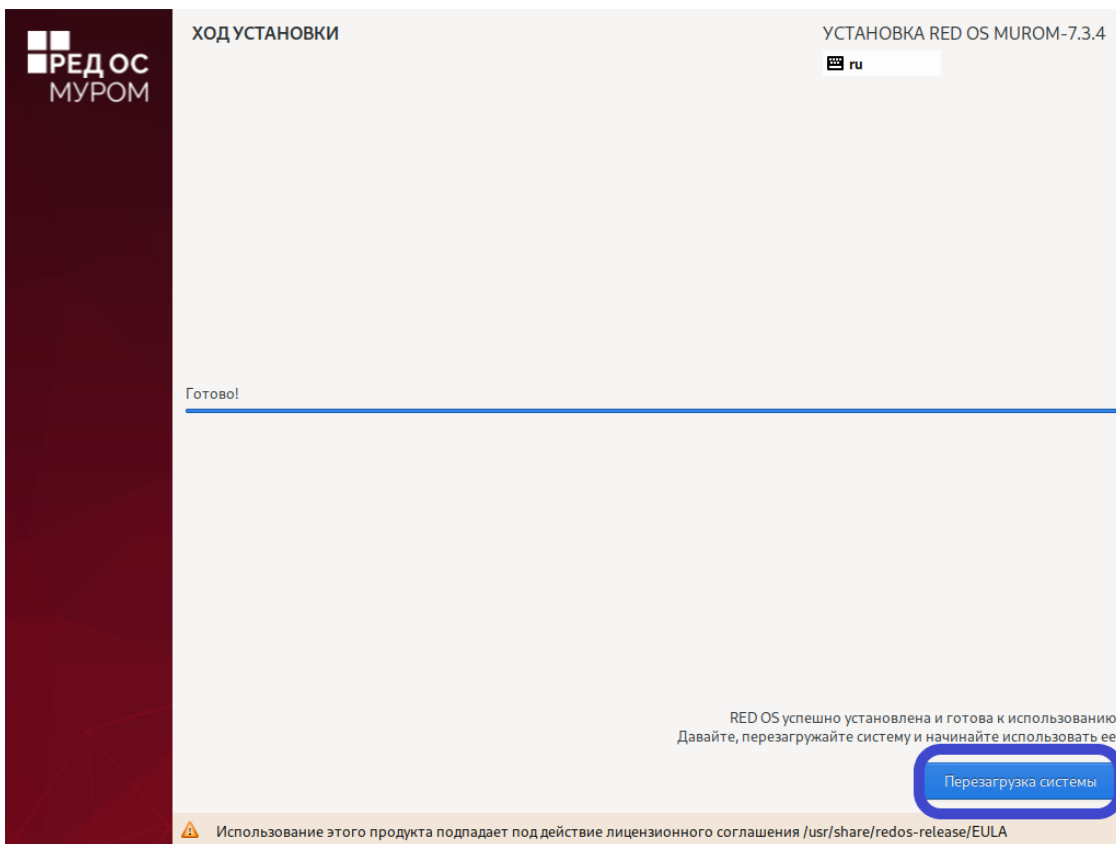 РЕД ОС
МУРОМ
ХОД УСТАНОВКИ
УСТАНОВКА RED OS MUROM-7.3.4
ru
Готово!
RED OS успешно установлена и готова к использованию
Давайте, перезагружайте систему и начинайте использовать ее
Перезагрузка системы
Использование этого продукта подпадает под действие лицензионного соглашения /usr/share/redos-release/EULA